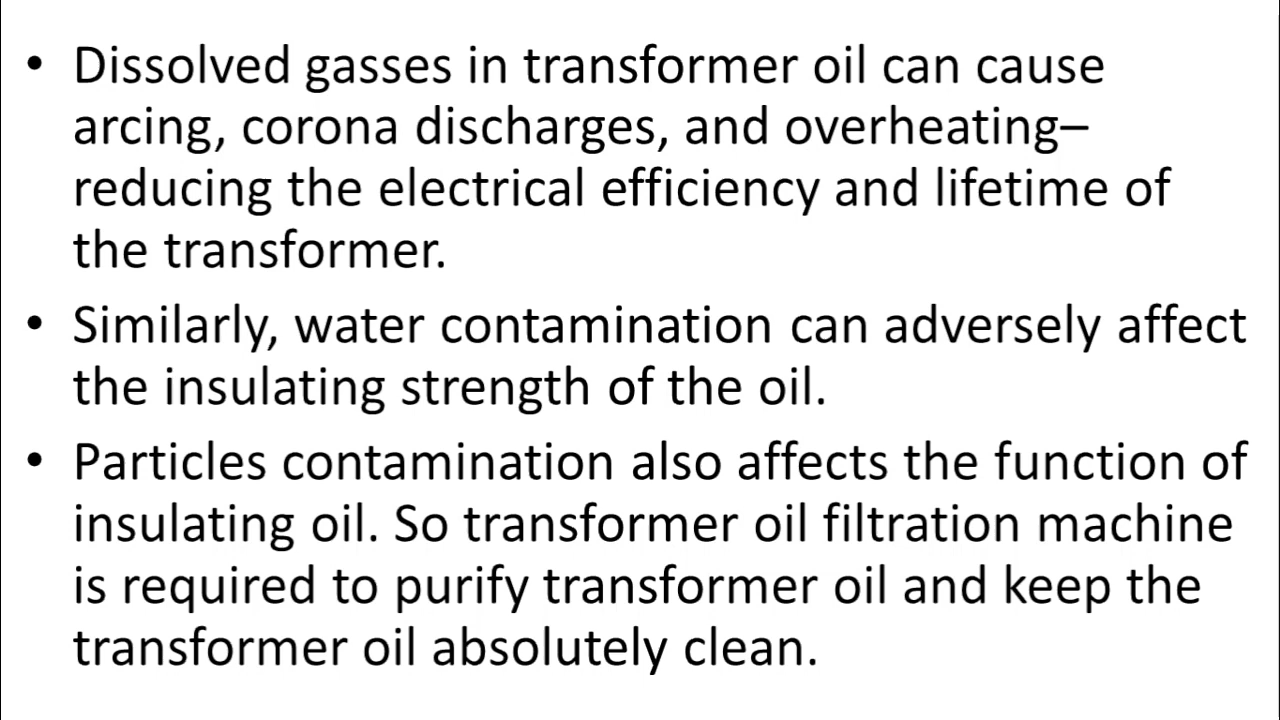 • Dissolved gasses in transformer oil can cause
arcing, corona discharges, and overheating–
reducing the electrical efficiency and lifetime of
the transformer.
• Similarly, water contamination can adversely affect
the insulating strength of the oil.
• Particles contamination also affects the function of
insulating oil. So transformer oil filtration machine
is required to purify transformer oil and keep the
transformer oil absolutely clean.